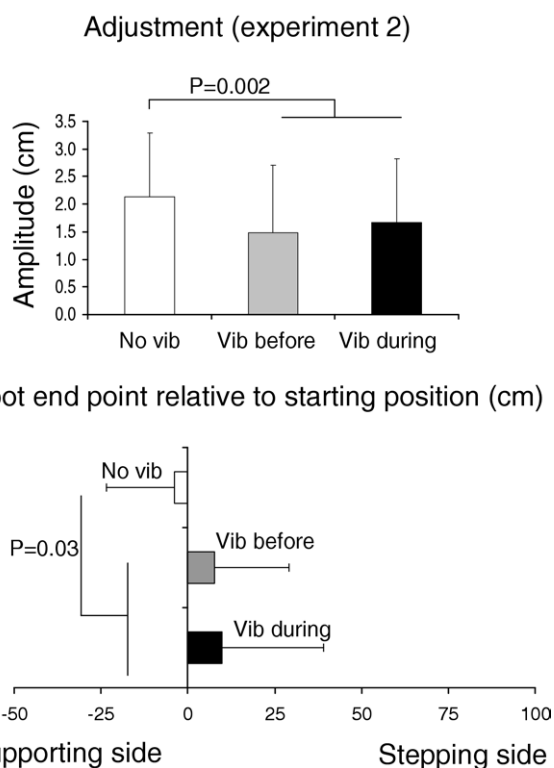 Adjustment (experiment 2)
P=0.002
Amplitude (cm)
3.5
3.0
2.5
2.0
1.5
1.0
0.5
0.0
No vib Vib before Vib during
oot end point relative to starting position (cm)
No vib
Vib before
P=0.03
Vib during
-50 -25 0 25 50 75 100
upporting side Stepping side